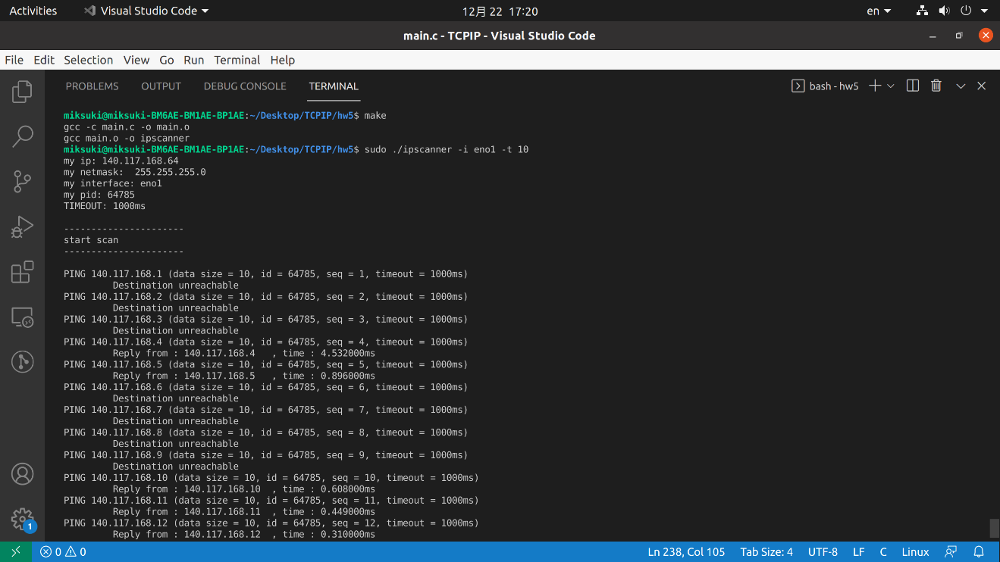 Activities Visual Studio Code 12月 22 17:20 en
main.c - TCPIP - Visual Studio Code
File Edit Selection View Go Run Terminal Help
PROBLEMS OUTPUT DEBUG CONSOLE TERMINAL bash - hw5
miksuki@miksuki-BM6AE-BM1AE-BP1AE:~/Desktop/TCPIP/hw5$ make
gcc -c main.c -o main.o
gcc main.o -o ipscanner
miksuki@miksuki-BM6AE-BM1AE-BP1AE:~/Desktop/TCPIP/hw5$ sudo ./ipscanner -i eno1 -t 10
my ip: 140.117.168.64
my netmask:  255.255.255.0
my interface: eno1
my pid: 64785
TIMEOUT: 1000ms
----------------------
start scan
----------------------
PING 140.117.168.1 (data size = 10, id = 64785, seq = 1, timeout = 1000ms)
Destination unreachable
PING 140.117.168.2 (data size = 10, id = 64785, seq = 2, timeout = 1000ms)
Destination unreachable
PING 140.117.168.3 (data size = 10, id = 64785, seq = 3, timeout = 1000ms)
Destination unreachable
PING 140.117.168.4 (data size = 10, id = 64785, seq = 4, timeout = 1000ms)
Reply from : 140.117.168.4   , time : 4.532000ms
PING 140.117.168.5 (data size = 10, id = 64785, seq = 5, timeout = 1000ms)
Reply from : 140.117.168.5   , time : 0.896000ms
PING 140.117.168.6 (data size = 10, id = 64785, seq = 6, timeout = 1000ms)
Destination unreachable
PING 140.117.168.7 (data size = 10, id = 64785, seq = 7, timeout = 1000ms)
Destination unreachable
PING 140.117.168.8 (data size = 10, id = 64785, seq = 8, timeout = 1000ms)
Destination unreachable
PING 140.117.168.9 (data size = 10, id = 64785, seq = 9, timeout = 1000ms)
Destination unreachable
PING 140.117.168.10 (data size = 10, id = 64785, seq = 10, timeout = 1000ms)
Reply from : 140.117.168.10  , time : 0.608000ms
PING 140.117.168.11 (data size = 10, id = 64785, seq = 11, timeout = 1000ms)
Reply from : 140.117.168.11  , time : 0.449000ms
PING 140.117.168.12 (data size = 10, id = 64785, seq = 12, timeout = 1000ms)
Reply from : 140.117.168.12  , time : 0.310000ms
1
0 0 Ln 238, Col 105 Tab Size: 4 UTF-8 LF C Linux